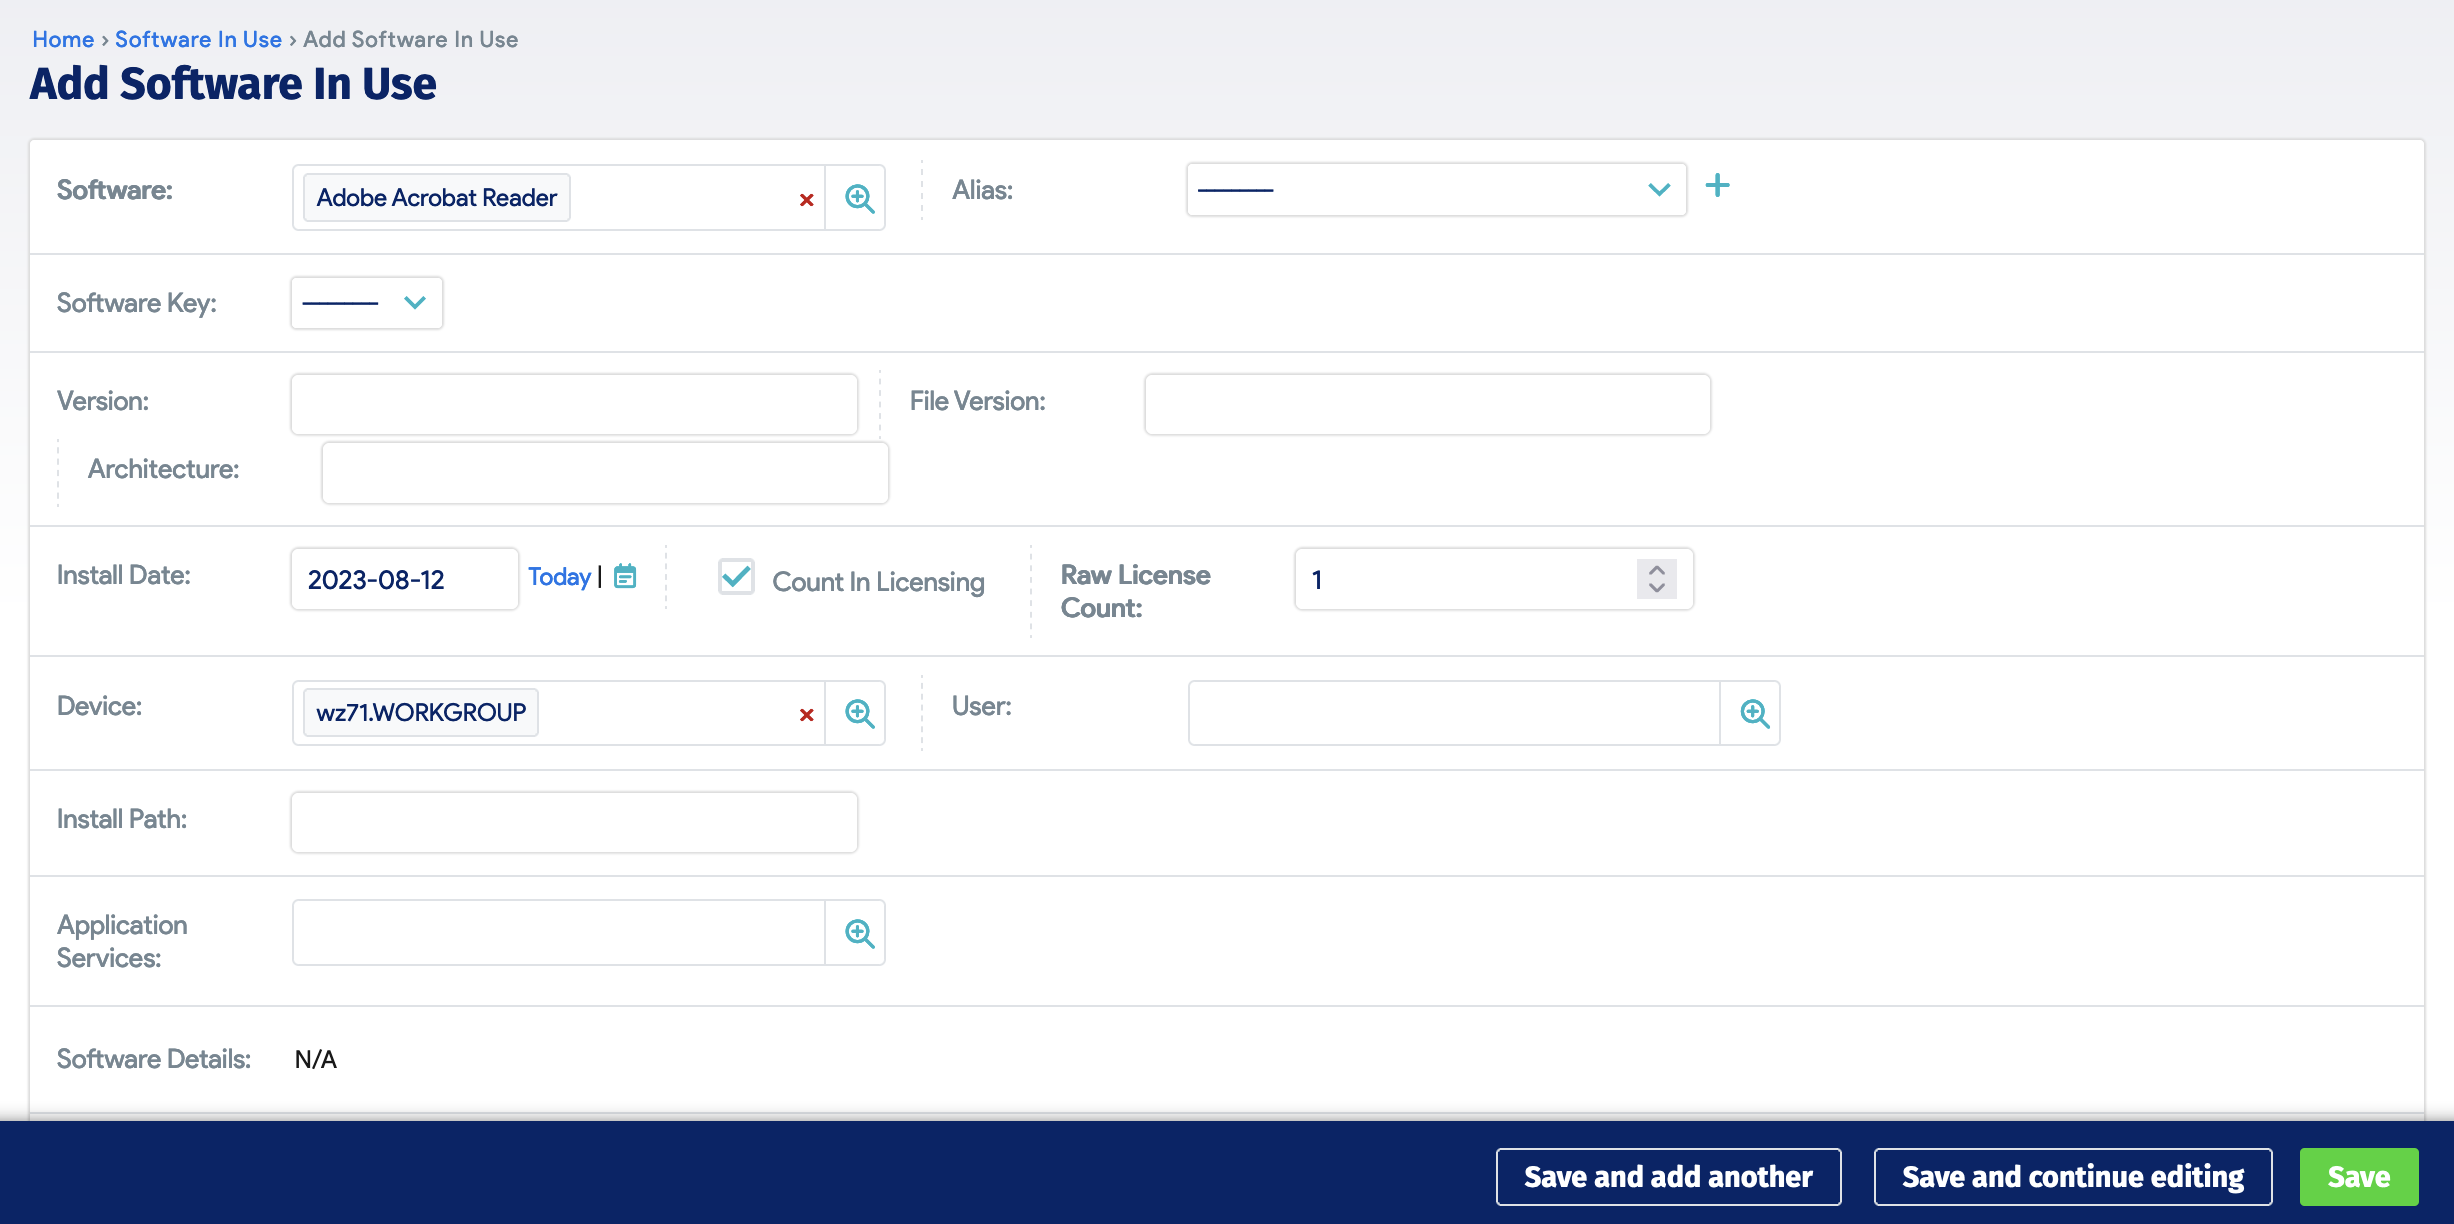 Home › Software In Use › Add Software In Use
Add Software In Use
Software: Adobe Acrobat Reader × Alias: --------- +
Software Key: ---------
Version: File Version:
Architecture:
Install Date: 2023-08-12 Today | Count In Licensing Raw License Count: 1
Device: wz71.WORKGROUP × User:
Install Path:
Application
Services:
Software Details: N/A
Save and add another Save and continue editing Save